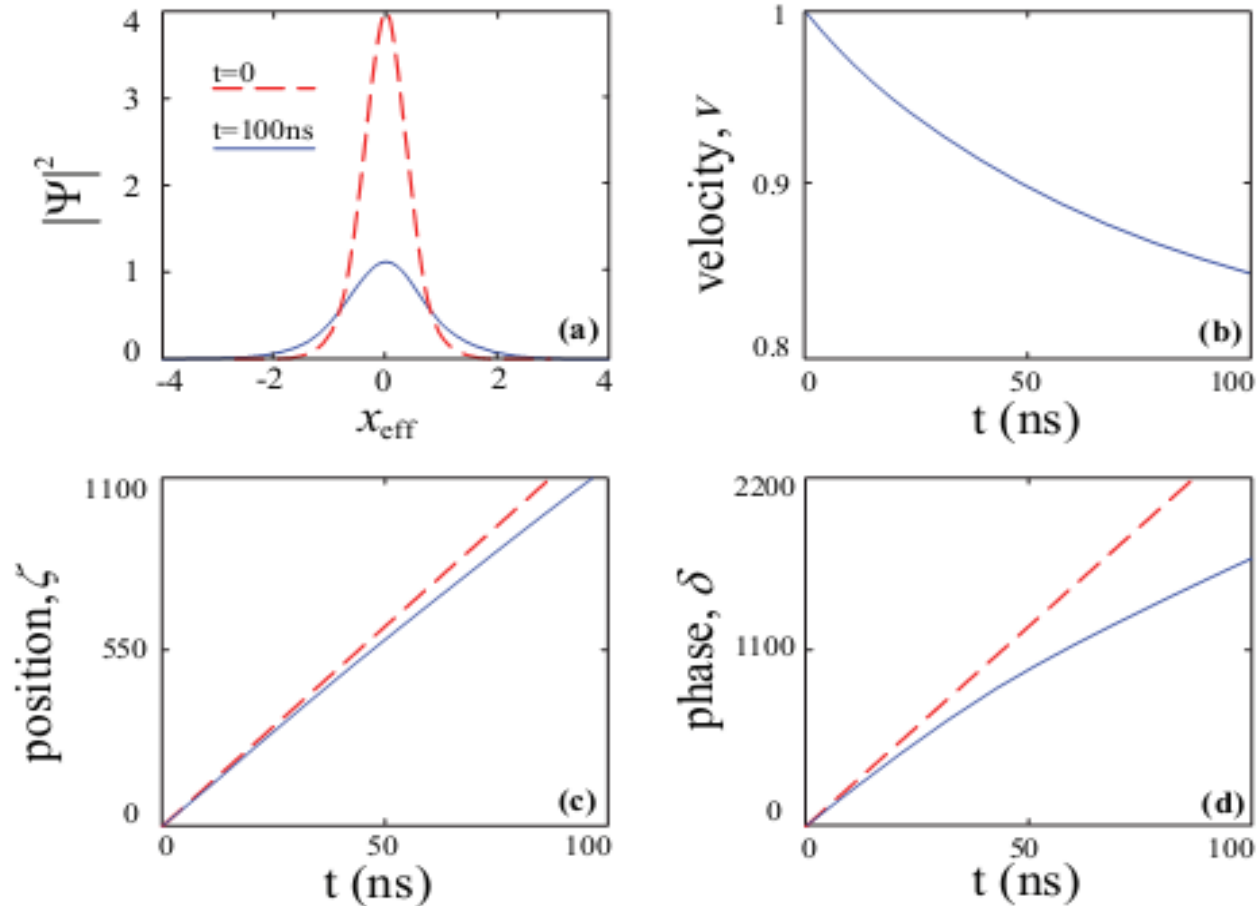 4
3
2
1
0
|Ψ|²
t=0
t=100ns
(a)
-4
-2
0
2
4
x_eff
1
0.9
0.8
velocity, v
(b)
0
50
100
t (ns)
1100
550
0
position, ζ
(c)
0
50
100
t (ns)
2200
1100
0
phase, δ
(d)
0
50
100
t (ns)